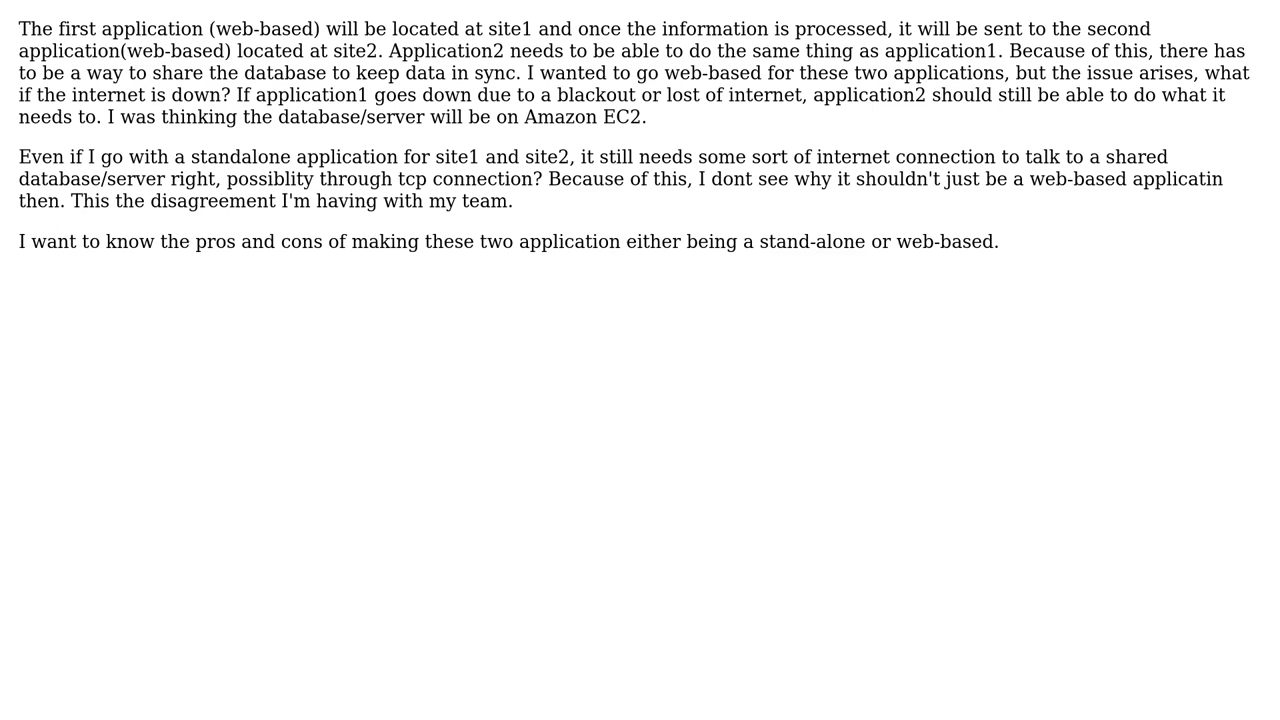 The first application (web-based) will be located at site1 and once the information is processed, it will be sent to the second
application(web-based) located at site2. Application2 needs to be able to do the same thing as application1. Because of this, there has
to be a way to share the database to keep data in sync. I wanted to go web-based for these two applications, but the issue arises, what
if the internet is down? If application1 goes down due to a blackout or lost of internet, application2 should still be able to do what it
needs to. I was thinking the database/server will be on Amazon EC2.
Even if I go with a standalone application for site1 and site2, it still needs some sort of internet connection to talk to a shared
database/server right, possiblity through tcp connection? Because of this, I dont see why it shouldn't just be a web-based applicatin
then. This the disagreement I'm having with my team.
I want to know the pros and cons of making these two application either being a stand-alone or web-based.